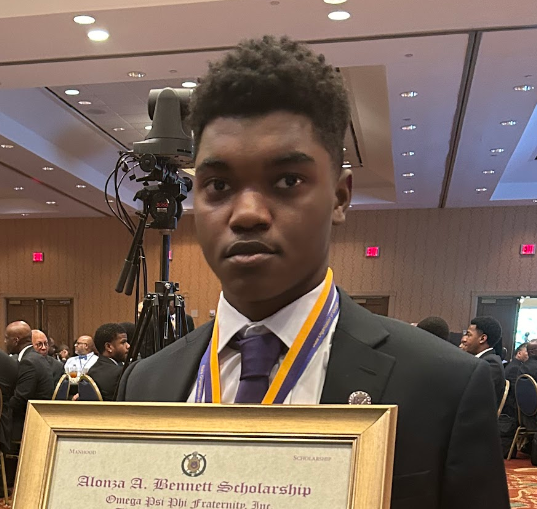 MANHOOD
SCHOLARSHIP
Alonza A. Bennett Scholarship
Omega Psi Phi Fraternity, Inc